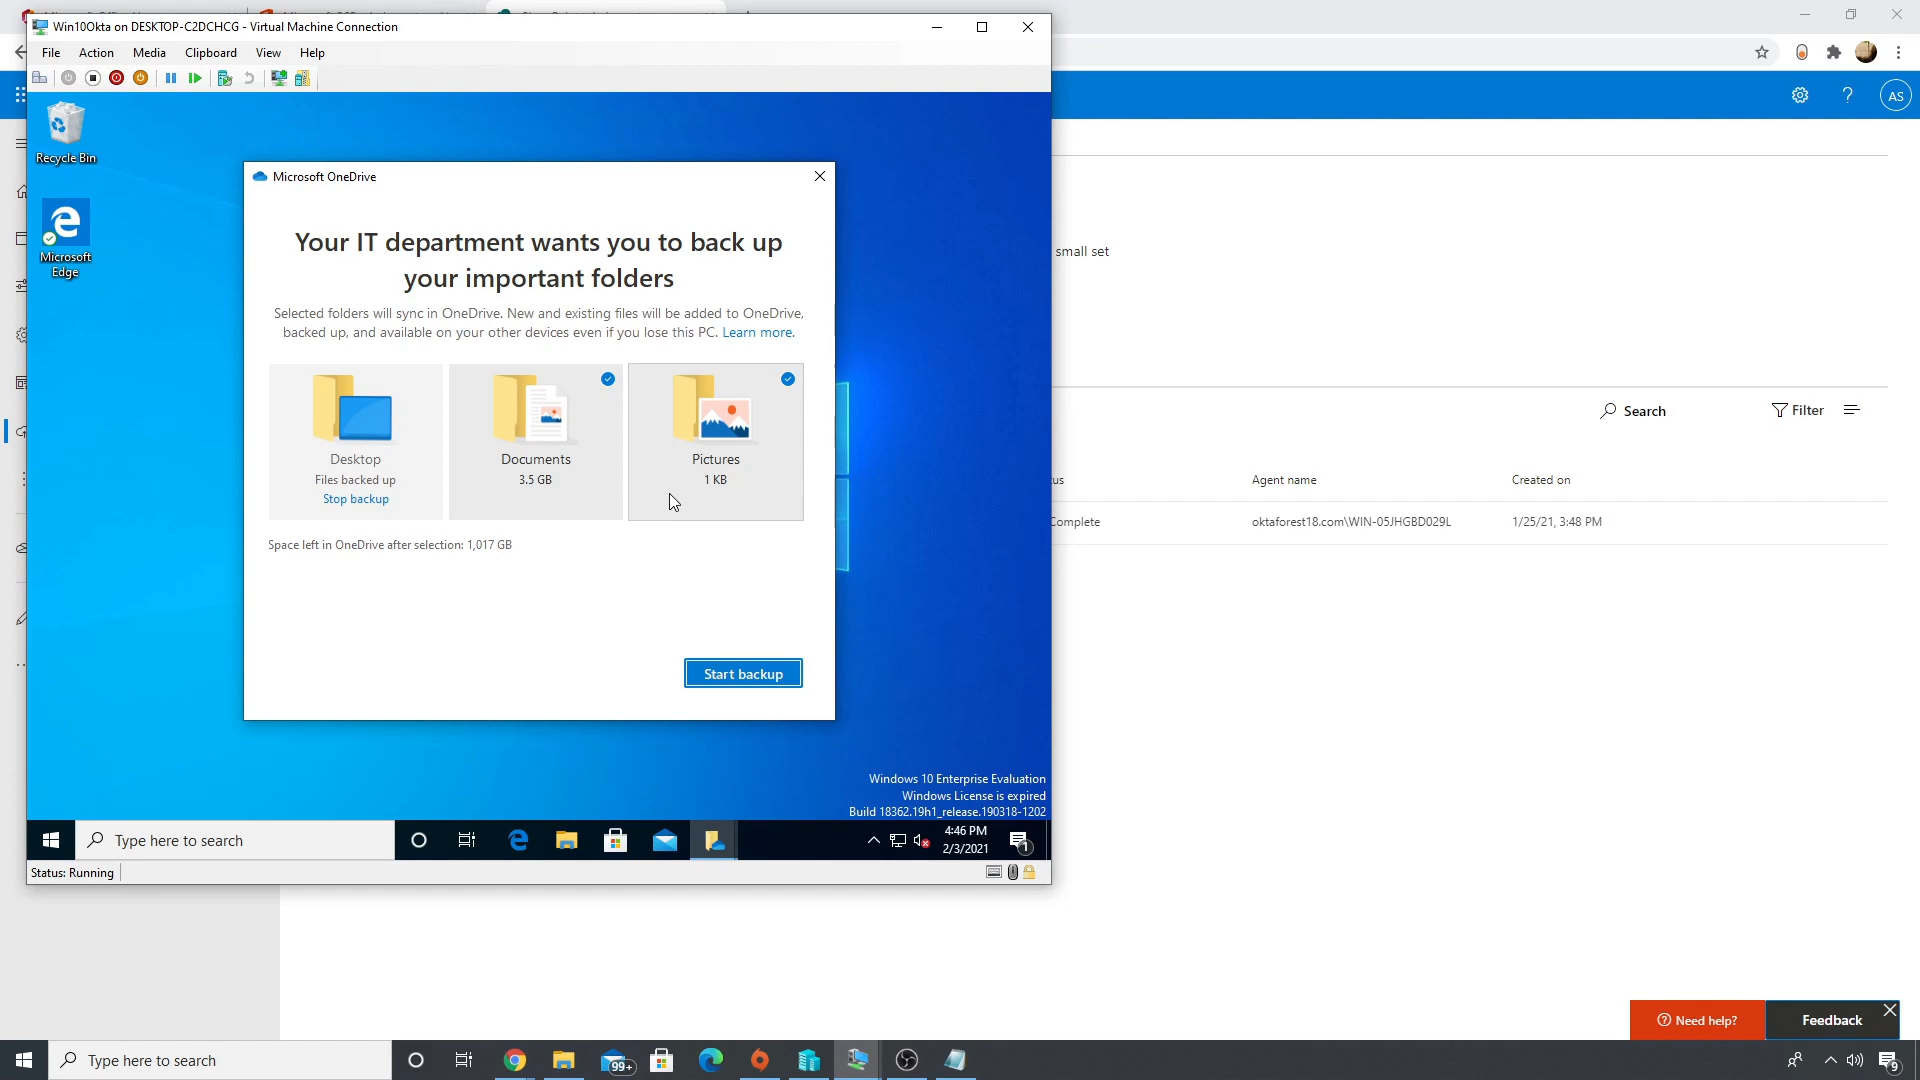 Win10Okta on DESKTOP-C2DCHCG - Virtual Machine Connection
File Action Media Clipboard View Help
AS
Recycle Bin
Microsoft
Edge
Microsoft OneDrive
Your IT department wants you to back up
your important folders
Selected folders will sync in OneDrive. New and existing files will be added to OneDrive,
backed up, and available on your other devices even if you lose this PC. Learn more.
Desktop
Files backed up
Stop backup
Documents
3.5 GB
Pictures
1 KB
Space left in OneDrive after selection: 1,017 GB
Start backup
small set
Search
Filter
Agent name
Created on
Complete
oktaforest18.com\WIN-05JHGBD029L
1/25/21, 3:48 PM
Windows 10 Enterprise Evaluation
Windows License is expired
Build 18362.19h1_release.190318-1202
Type here to search
4:46 PM
2/3/2021
1
Status: Running
Need help?
Feedback
Type here to search
99+
9